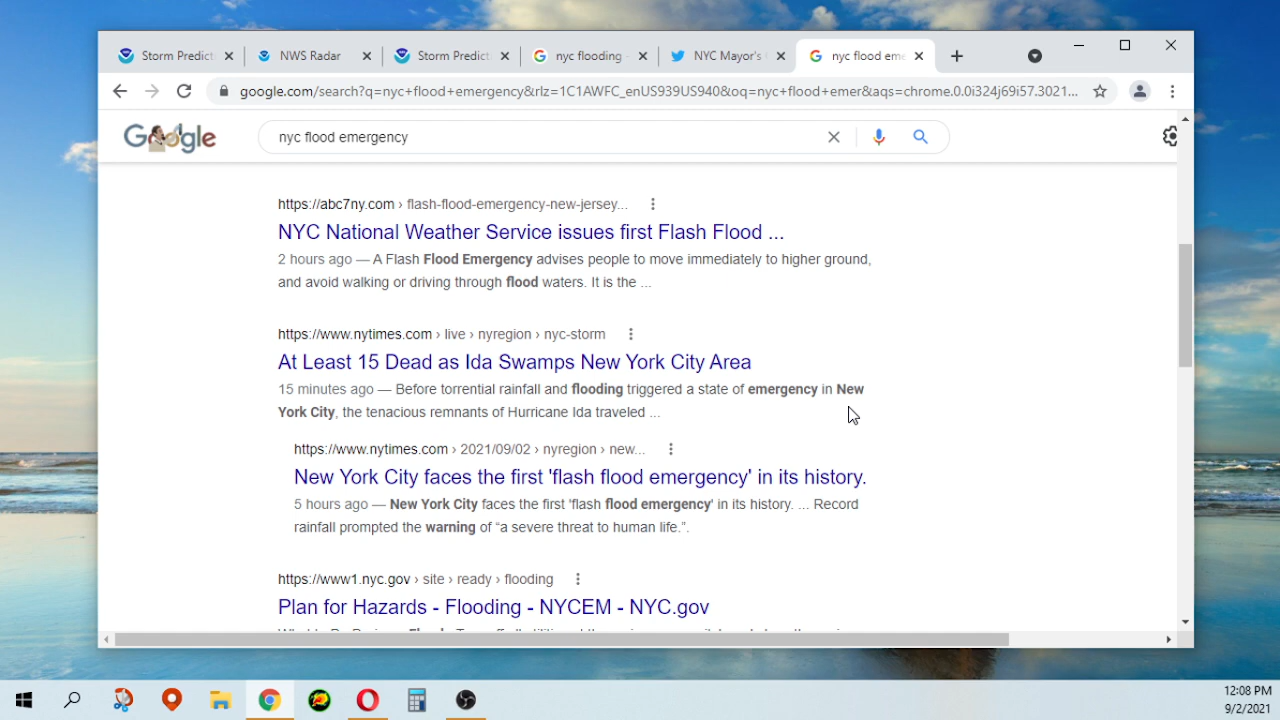 Storm Predict
NWS Radar
Storm Predict
nyc flooding -
NYC Mayor's
nyc flood eme
google.com/search?q=nyc+flood+emergency&rlz=1C1AWFC_enUS939US940&oq=nyc+flood+emer&aqs=chrome.0.0i324j69i57.3021...
Google
nyc flood emergency
https://abc7ny.com › flash-flood-emergency-new-jersey...
NYC National Weather Service issues first Flash Flood ...
2 hours ago — A Flash Flood Emergency advises people to move immediately to higher ground,
and avoid walking or driving through flood waters. It is the ...
https://www.nytimes.com › live › nyregion › nyc-storm
At Least 15 Dead as Ida Swamps New York City Area
15 minutes ago — Before torrential rainfall and flooding triggered a state of emergency in New
York City, the tenacious remnants of Hurricane Ida traveled ...
https://www.nytimes.com › 2021/09/02 › nyregion › new...
New York City faces the first 'flash flood emergency' in its history.
5 hours ago — New York City faces the first 'flash flood emergency' in its history. ... Record
rainfall prompted the warning of “a severe threat to human life.”.
https://www1.nyc.gov › site › ready › flooding
Plan for Hazards - Flooding - NYCEM - NYC.gov
12:08 PM
9/2/2021